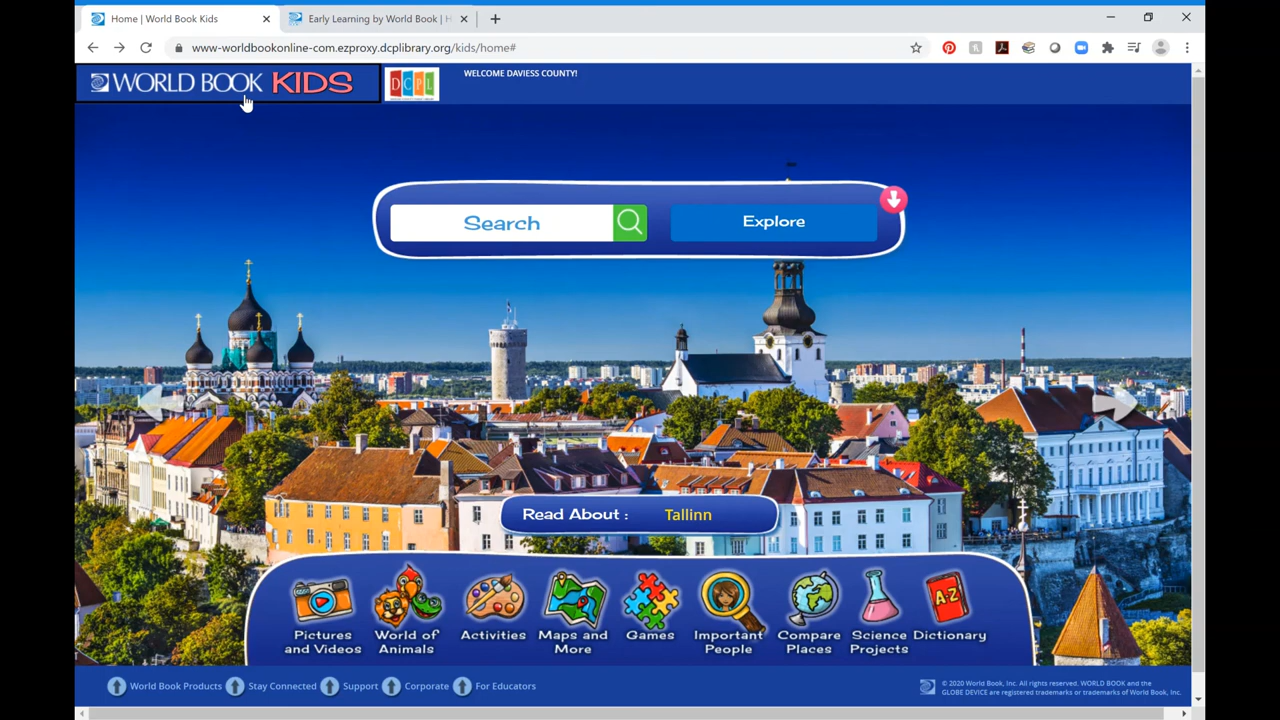 Home | World Book Kids
Early Learning by World Book | H
www-worldbookonline-com.ezproxy.dcplibrary.org/kids/home#
WORLD BOOK KIDS
DCPL
WELCOME DAVIESS COUNTY!
Search
Explore
Read About : Tallinn
Pictures and Videos
World of Animals
Activities
Maps and More
Games
Important People
Compare Places
Science Projects
A-Z
Dictionary
World Book Products
Stay Connected
Support
Corporate
For Educators
© 2020 World Book, Inc. All rights reserved. WORLD BOOK and the
GLOBE DEVICE are registered trademarks or trademarks of World Book, Inc.